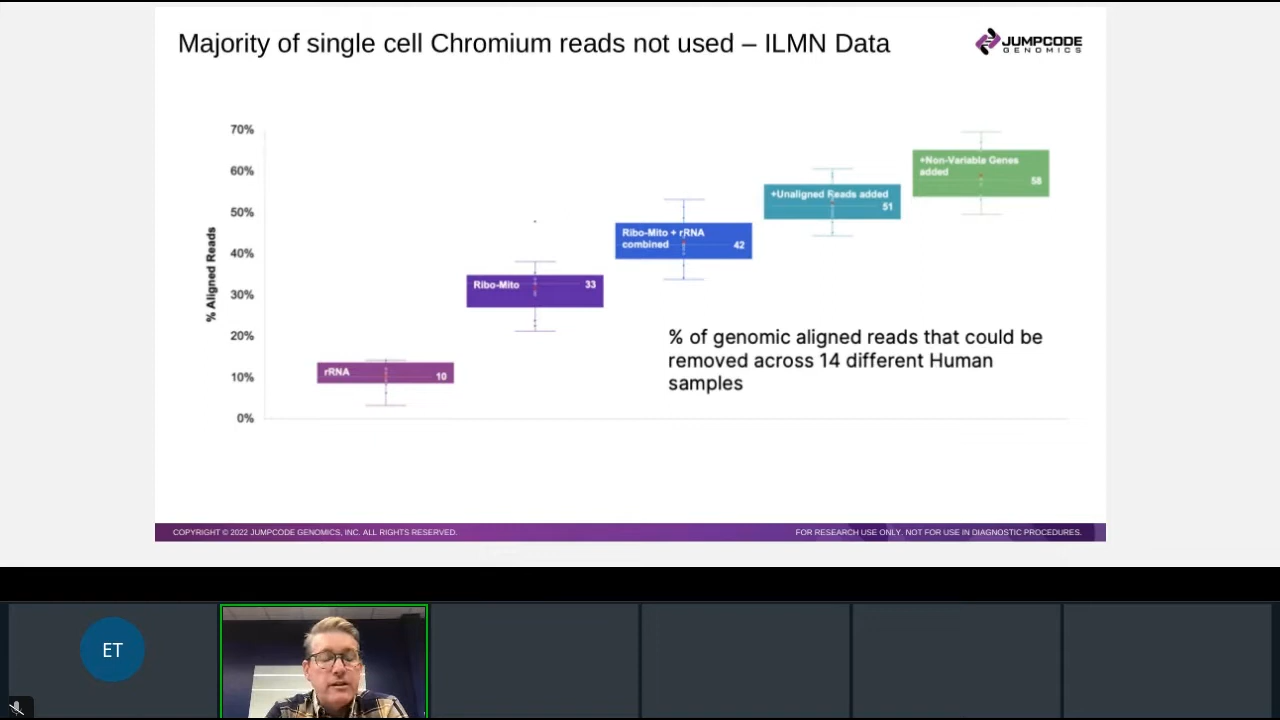 Majority of single cell Chromium reads not used – ILMN Data
JUMPCODE
GENOMICS
70%
60%
50%
40%
30%
20%
10%
0%
% Aligned Reads
rRNA
10
Ribo-Mito
33
Ribo-Mito + rRNA
combined
42
+Unaligned Reads added
51
+Non-Variable Genes
added
58
% of genomic aligned reads that could be
removed across 14 different Human
samples
COPYRIGHT © 2022 JUMPCODE GENOMICS, INC. ALL RIGHTS RESERVED.
FOR RESEARCH USE ONLY. NOT FOR USE IN DIAGNOSTIC PROCEDURES.
ET